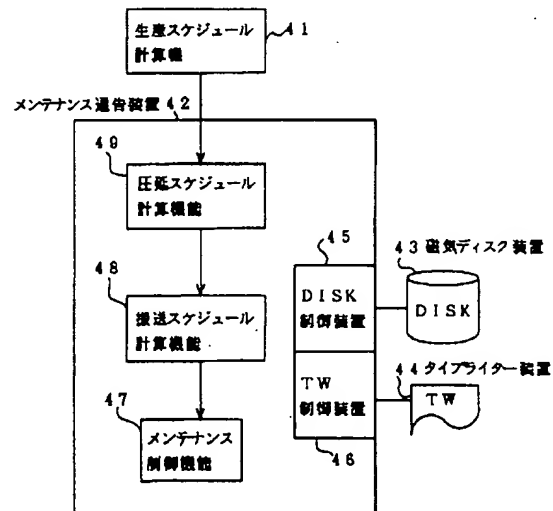 生産スケジュール
計算機
41
メンテナンス通告装置42
49
圧延スケジュール
計算機能
48
搬送スケジュール
計算機能
47
メンテナンス
制御機能
45
DISK
制御装置
TW
制御装置
46
43 磁気ディスク装置
DISK
44 タイプライター装置
TW